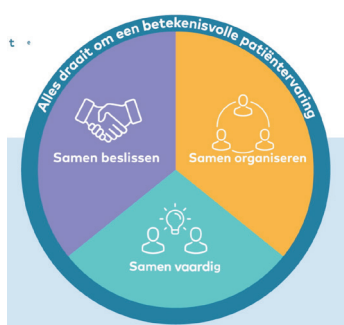 Alles draait om een betekenisvolle patiëntervaring
Samen beslissen
Samen organiseren
Samen vaardig